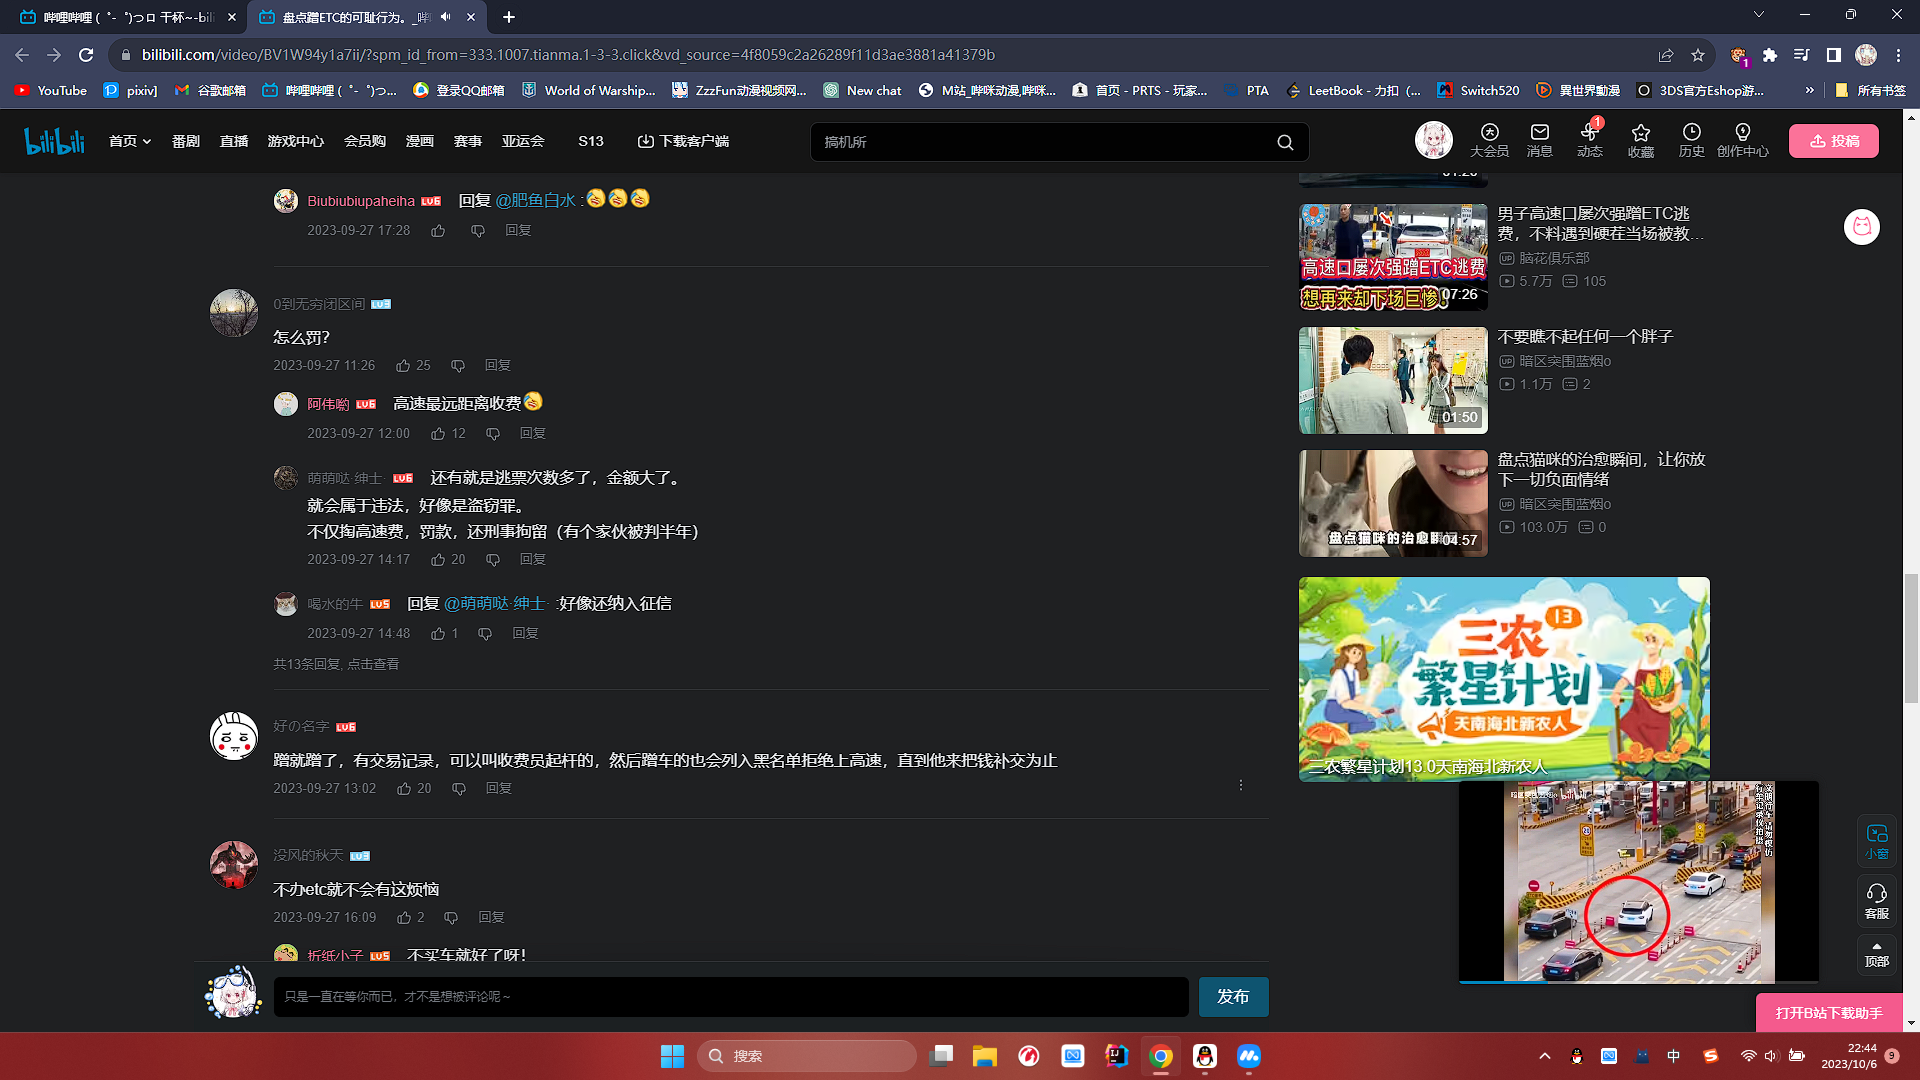 哔哩哔哩 (゜-゜)つロ 干杯~-bili
盘点蹭ETC的可耻行为。_哔
bilibili.com/video/BV1W94y1a7ii/?spm_id_from=333.1007.tianma.1-3-3.click&vd_source=4f8059c2a26289f11d3ae3881a41379b
1
YouTube
pixiv]
谷歌邮箱
哔哩哔哩 (゜-゜)つ...
登录QQ邮箱
World of Warship...
ZzzFun动漫视频网...
New chat
M站_哔咪动漫,哔咪...
首页 - PRTS - 玩家...
PTA
LeetBook - 力扣（...
Switch520
異世界動漫
3DS官方Eshop游...
»
所有书签
bilibili
首页
番剧
直播
游戏中心
会员购
漫画
赛事
亚运会
S13
下载客户端
搞机所
大会员
消息
1
动态
收藏
历史
创作中心
投稿
Biubiubiupaheiha LV6 回复 @肥鱼白水 :
2023-09-27 17:28 回复
0到无穷闭区间 LV3
怎么罚?
2023-09-27 11:26 25 回复
阿伟哟 LV6 高速最远距离收费
2023-09-27 12:00 12 回复
萌萌哒·绅士· LV6 还有就是逃票次数多了，金额大了。
就会属于违法，好像是盗窃罪。
不仅掏高速费，罚款，还刑事拘留（有个家伙被判半年）
2023-09-27 14:17 20 回复
喝水的牛 LV5 回复 @萌萌哒·绅士· :好像还纳入征信
2023-09-27 14:48 1 回复
共13条回复, 点击查看
好の名字 LV6
蹭就蹭了，有交易记录，可以叫收费员起杆的，然后蹭车的也会列入黑名单拒绝上高速，直到他来把钱补交为止
2023-09-27 13:02 20 回复
没风的秋天 LV3
不办etc就不会有这烦恼
2023-09-27 16:09 2 回复
折纸小子 LV5 不买车就好了呀！
只是一直在等你而已，才不是想被评论呢～
发布
高速口屡次强蹭ETC逃费
想再来却下场巨惨!
07:26
男子高速口屡次强蹭ETC逃
费，不料遇到硬茬当场被教...
脑花俱乐部
5.7万 105
01:50
不要瞧不起任何一个胖子
暗区突围蓝烟o
1.1万 2
盘点猫咪的治愈瞬间
04:57
盘点猫咪的治愈瞬间，让你放
下一切负面情绪
暗区突围蓝烟o
103.0万 0
三农
13
繁星计划
天南海北新农人
三农繁星计划13.0天南海北新农人
bilibili
小窗
客服
顶部
打开B站下载助手
搜索
中
22:44
2023/10/6
9